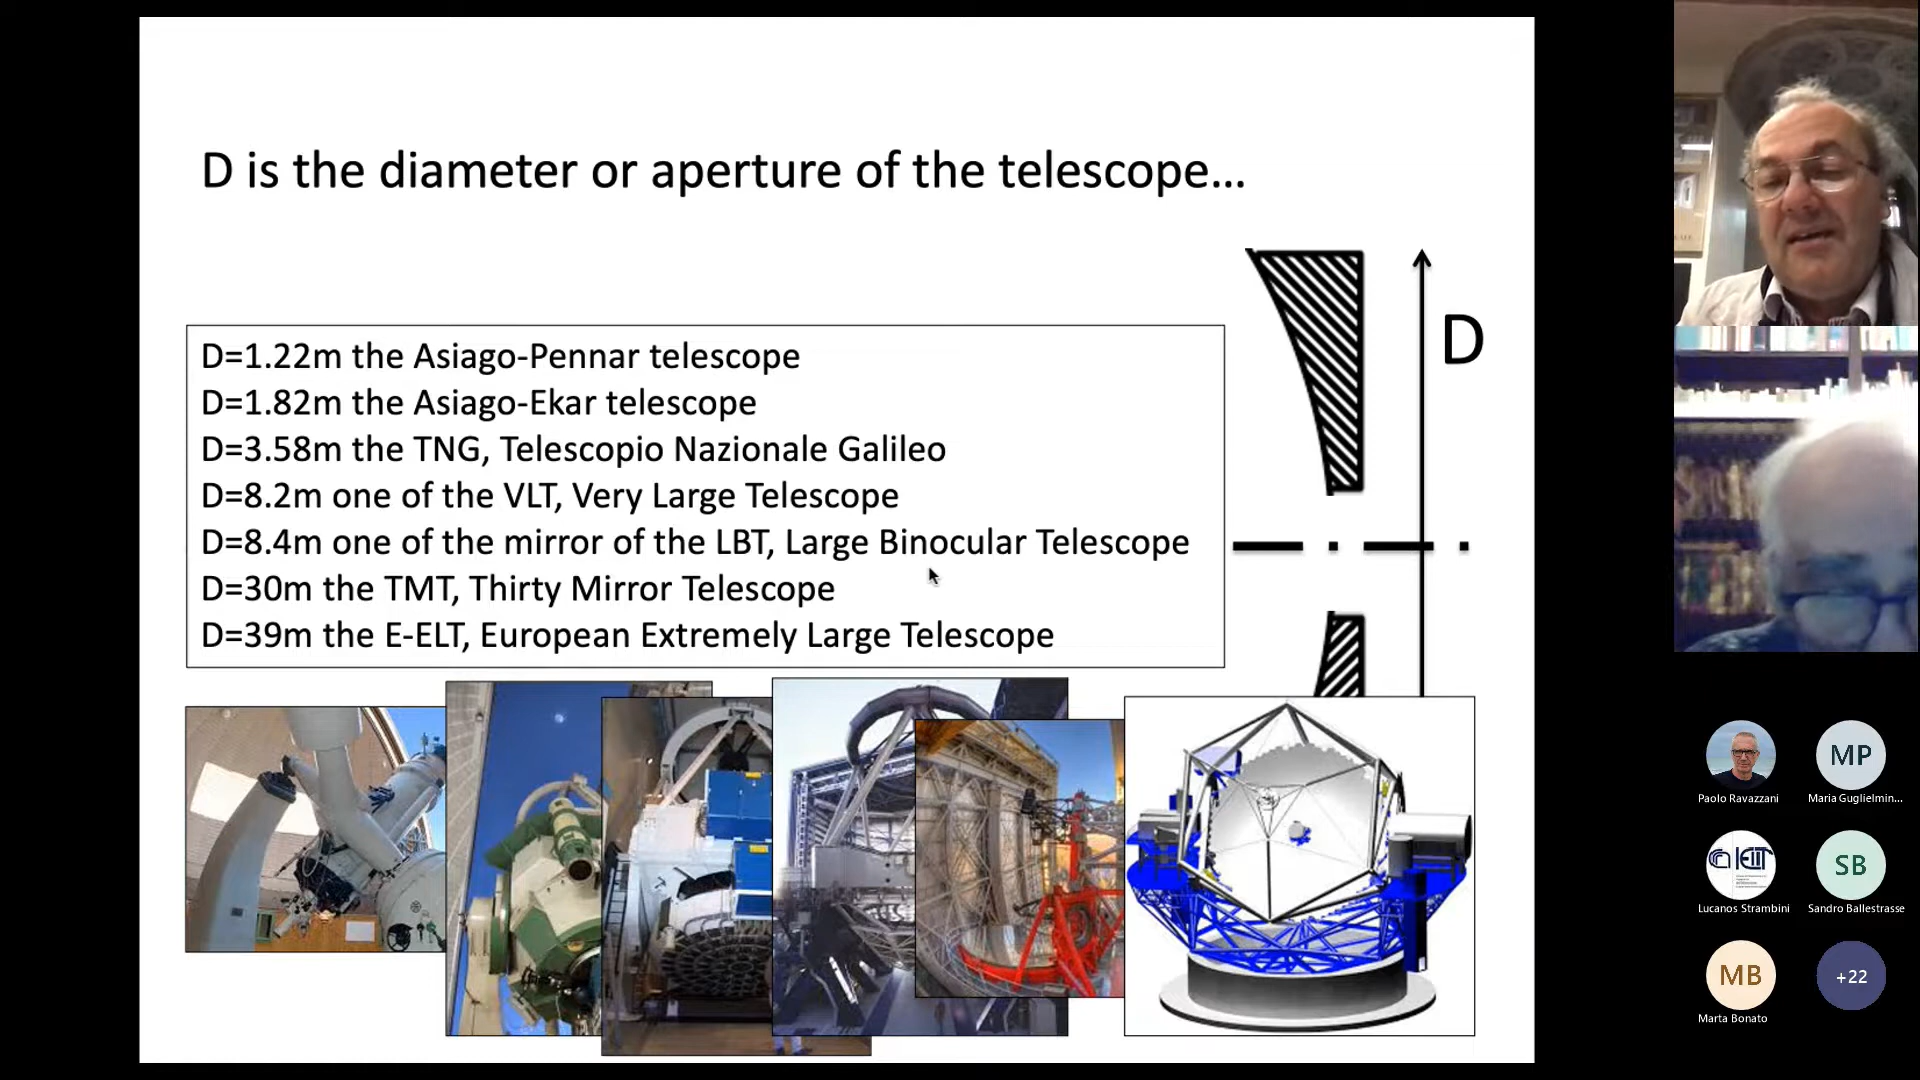 D is the diameter or aperture of the telescope...
D=1.22m the Asiago-Pennar telescope
D=1.82m the Asiago-Ekar telescope
D=3.58m the TNG, Telescopio Nazionale Galileo
D=8.2m one of the VLT, Very Large Telescope
D=8.4m one of the mirror of the LBT, Large Binocular Telescope
D=30m the TMT, Thirty Mirror Telescope
D=39m the E-ELT, European Extremely Large Telescope
D
MP
Paolo Ravazzani
Maria Guglielmin...
SB
Lucanos Strambini
Sandro Ballestrasse
MB
+22
Marta Bonato